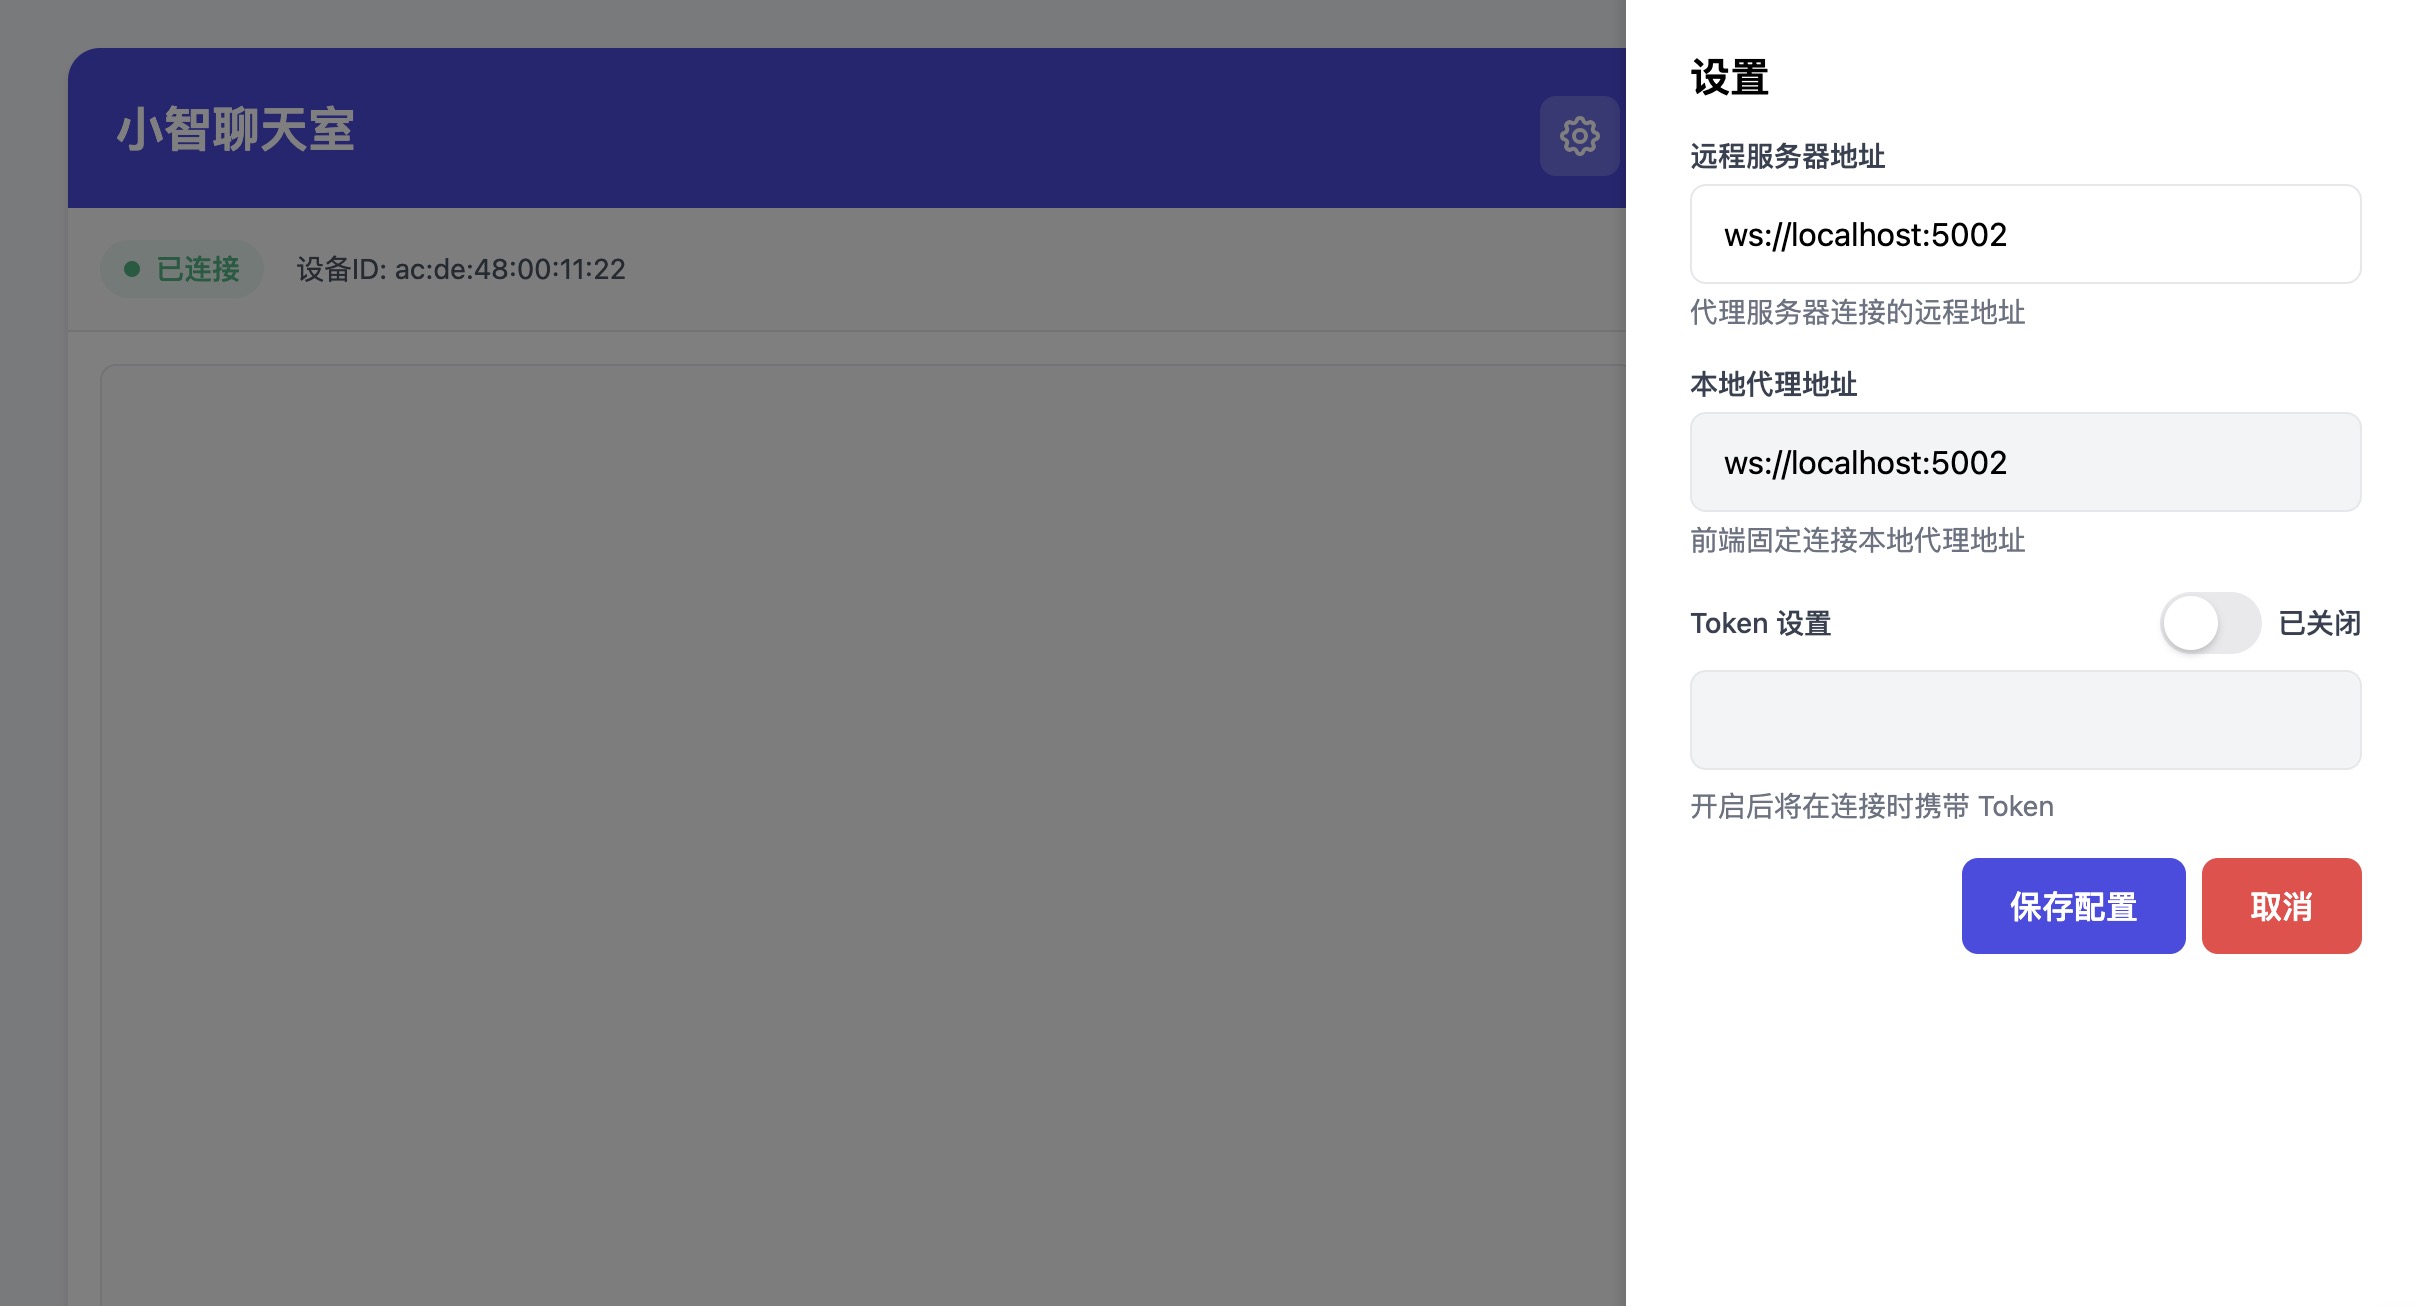 小智聊天室
已连接
设备ID: ac:de:48:00:11:22
设置
远程服务器地址
ws://localhost:5002
代理服务器连接的远程地址
本地代理地址
ws://localhost:5002
前端固定连接本地代理地址
Token 设置
已关闭
开启后将在连接时携带 Token
保存配置
取消